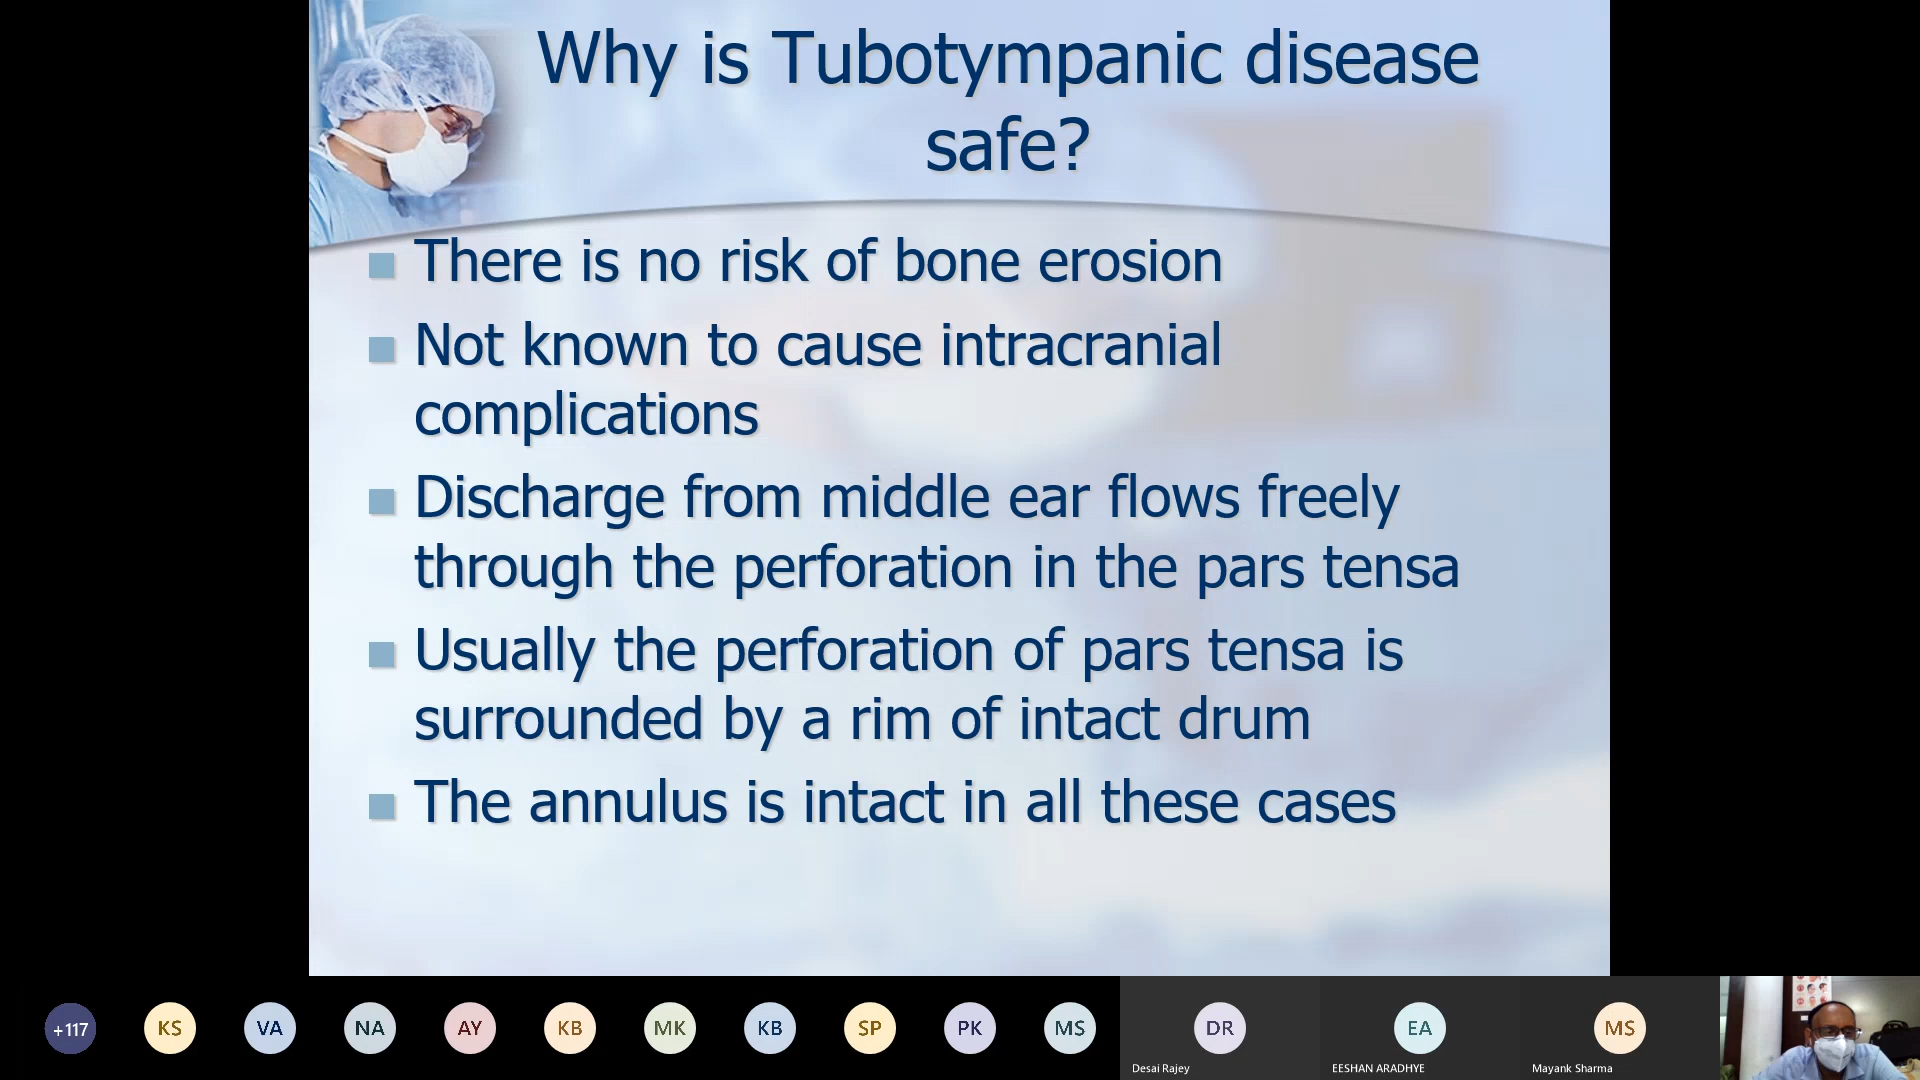 Why is Tubotympanic disease
safe?
There is no risk of bone erosion
Not known to cause intracranial
complications
Discharge from middle ear flows freely
through the perforation in the pars tensa
Usually the perforation of pars tensa is
surrounded by a rim of intact drum
The annulus is intact in all these cases
+117
KS
VA
NA
AY
KB
MK
KB
SP
PK
MS
DR
EA
MS
Desai Rajey
EESHAN ARADHYE
Mayank Sharma